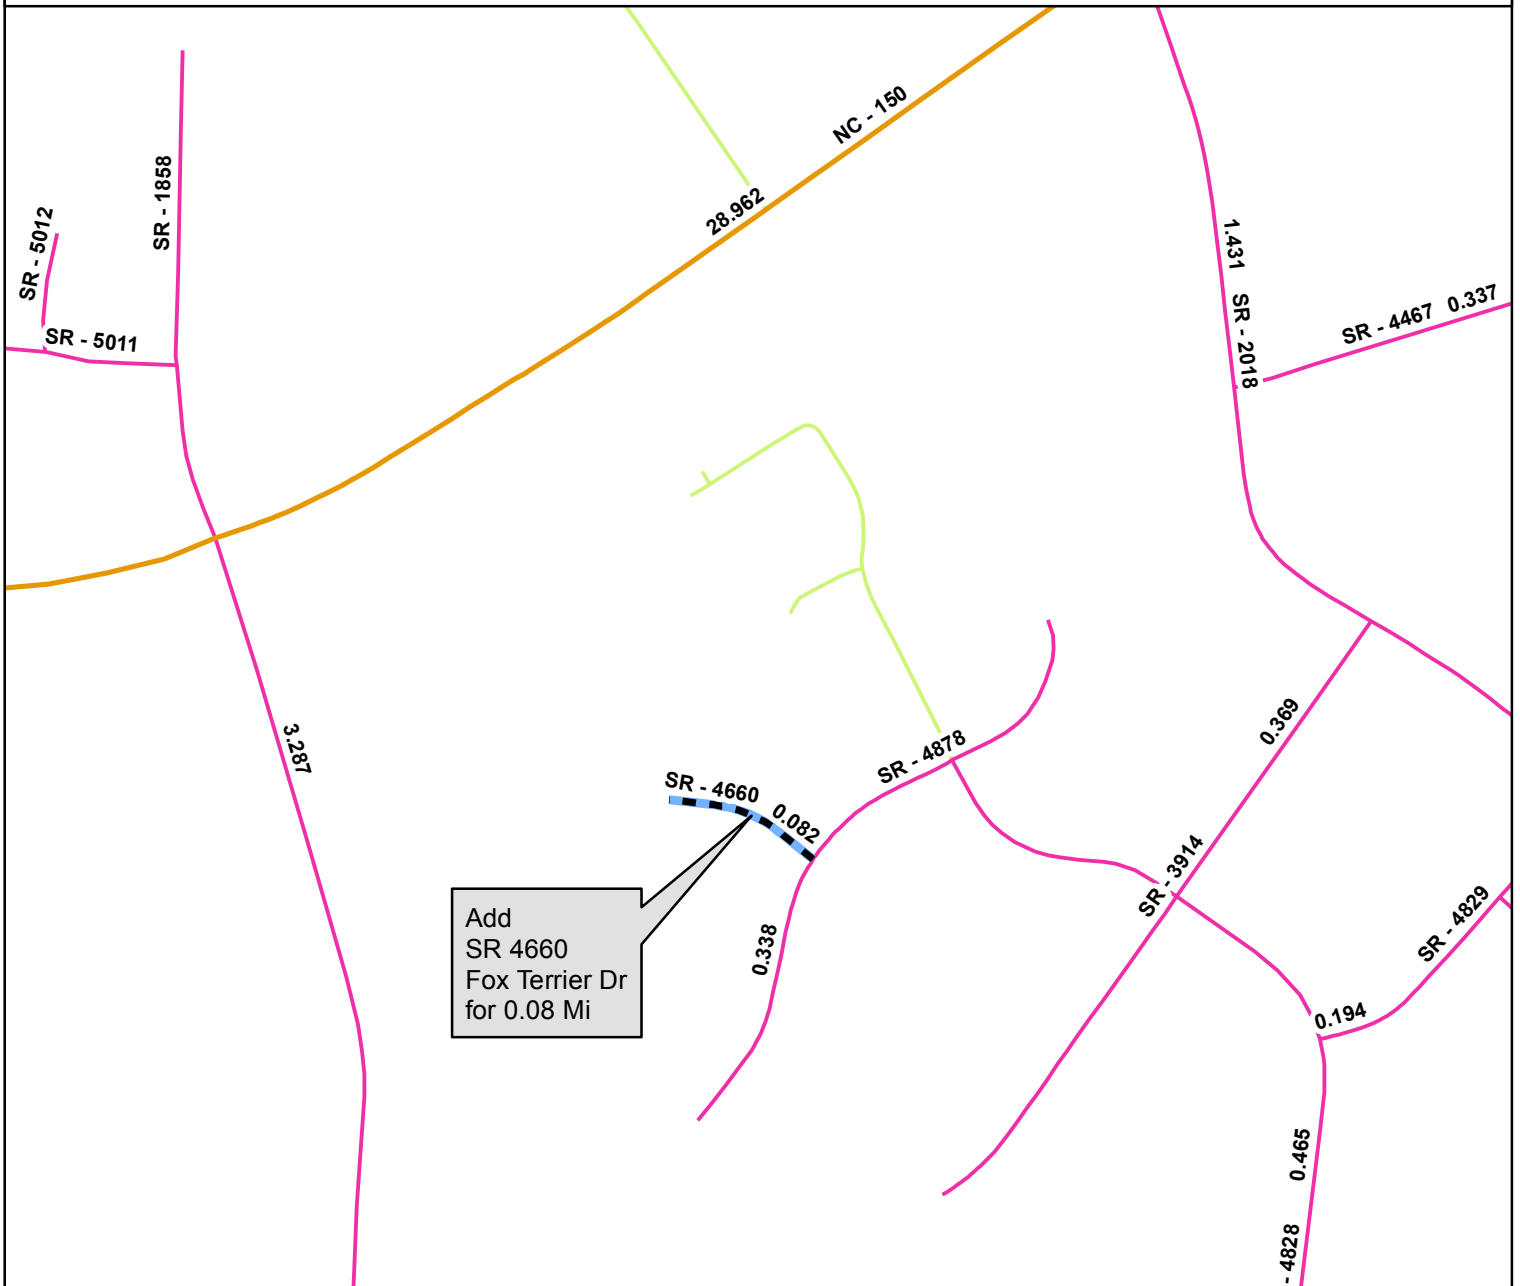 NC - 150
28.962
SR - 1858
SR - 5012
SR - 5011
1.431 SR - 2018
SR - 4467 0.337
3.287
0.369
SR - 4878
SR - 4660 0.082
Add
SR 4660
Fox Terrier Dr
for 0.08 Mi
0.338
SR - 3914
SR - 4829
0.194
0.465
- 4828